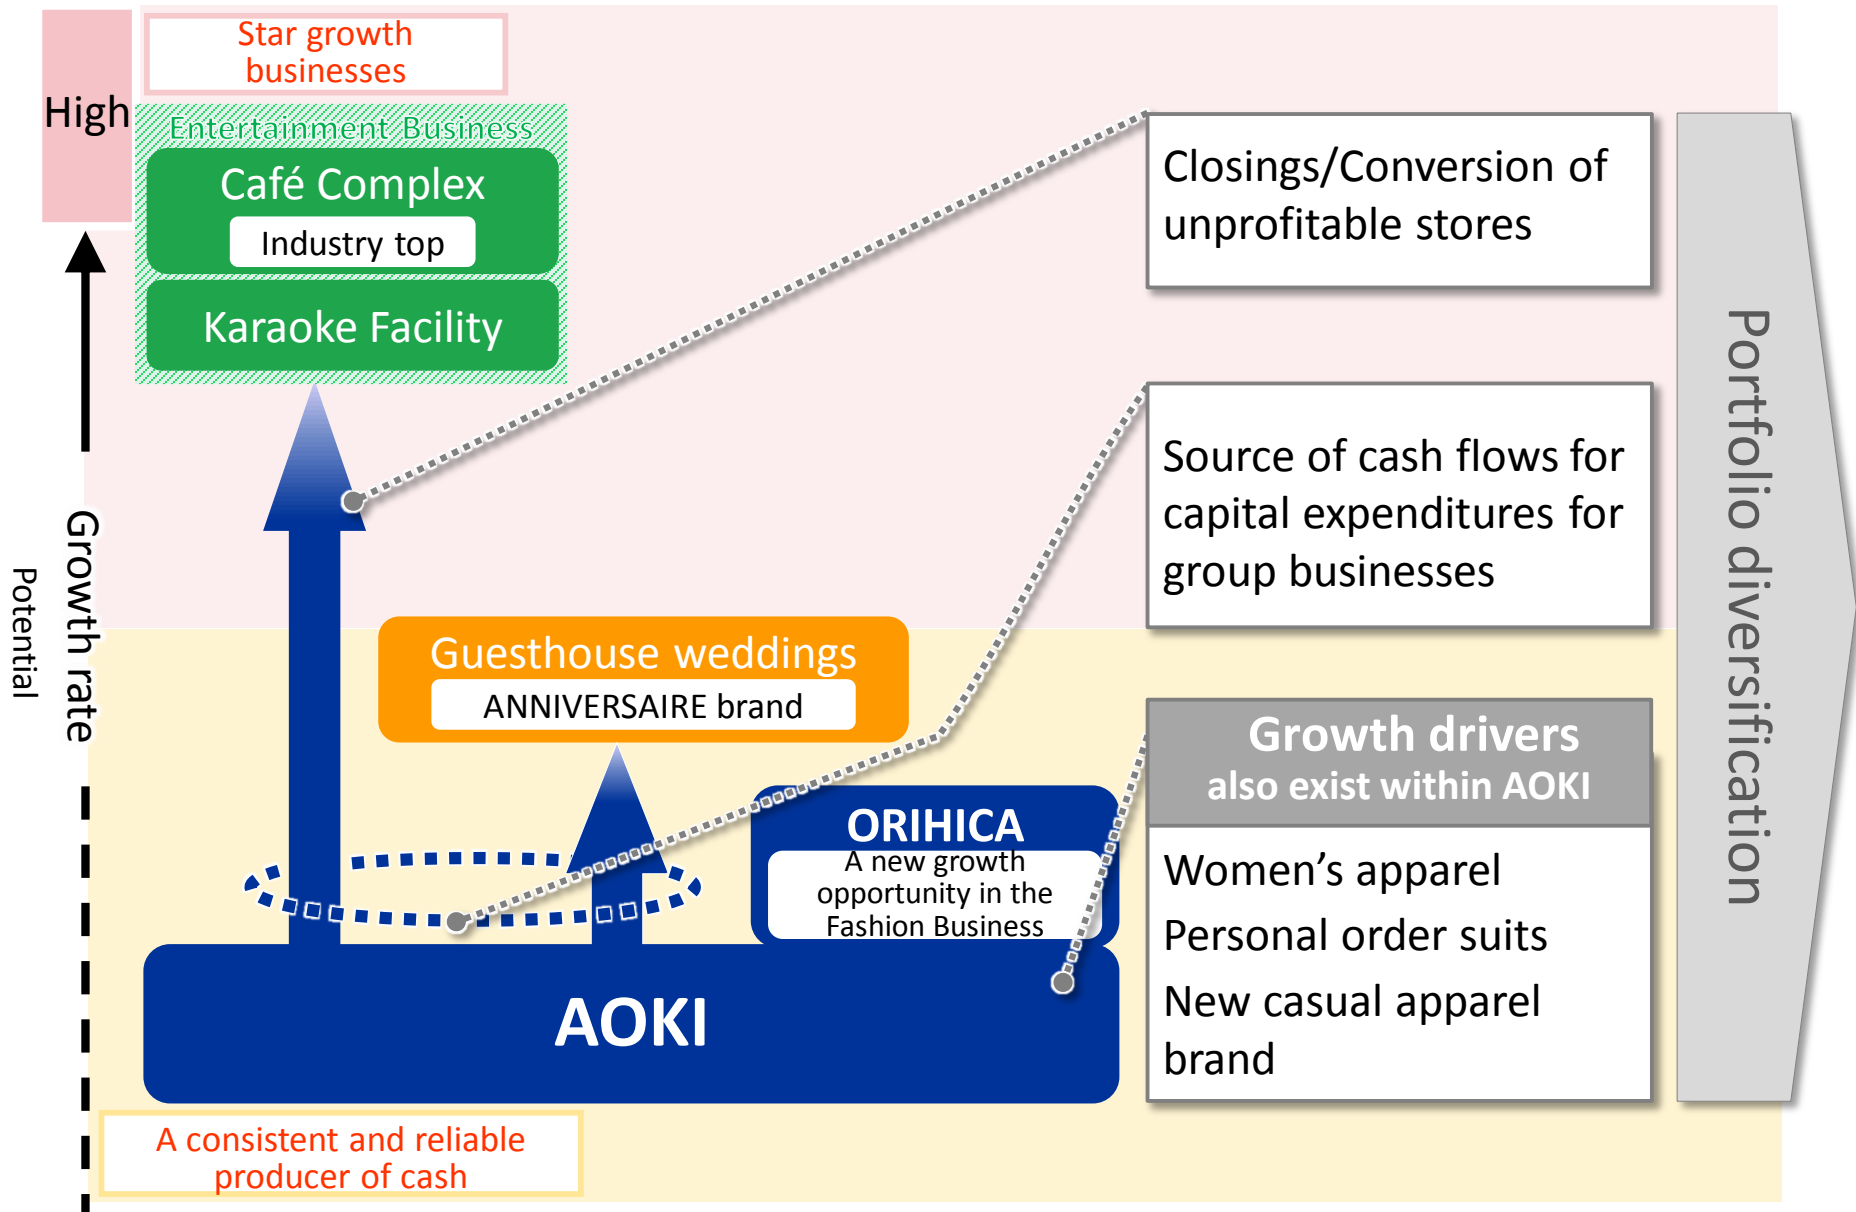 Star growth
businesses
High
Entertainment Business
Café Complex
Industry top
Karaoke Facility
Growth rate
Potential
Guesthouse weddings
ANNIVERSAIRE brand
ORIHICA
A new growth
opportunity in the
Fashion Business
AOKI
A consistent and reliable
producer of cash
Closings/Conversion of
unprofitable stores
Source of cash flows for
capital expenditures for
group businesses
Growth drivers
also exist within AOKI
Women’s apparel
Personal order suits
New casual apparel
brand
Portfolio diversification